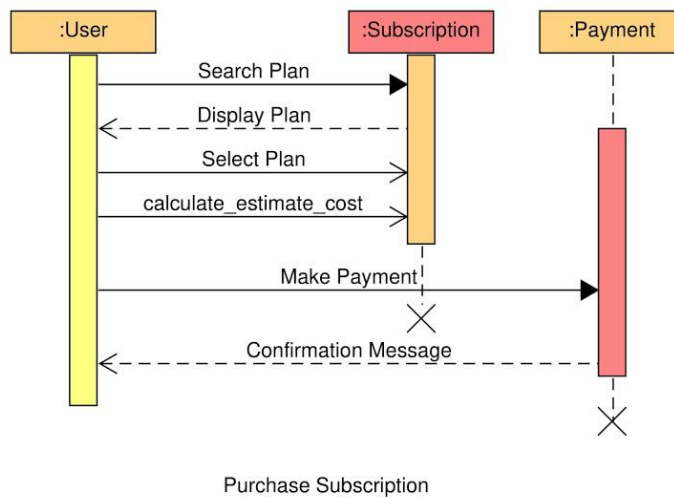 :User
:Subscription
:Payment
Search Plan
Display Plan
Select Plan
calculate_estimate_cost
Make Payment
Confirmation Message
Purchase Subscription